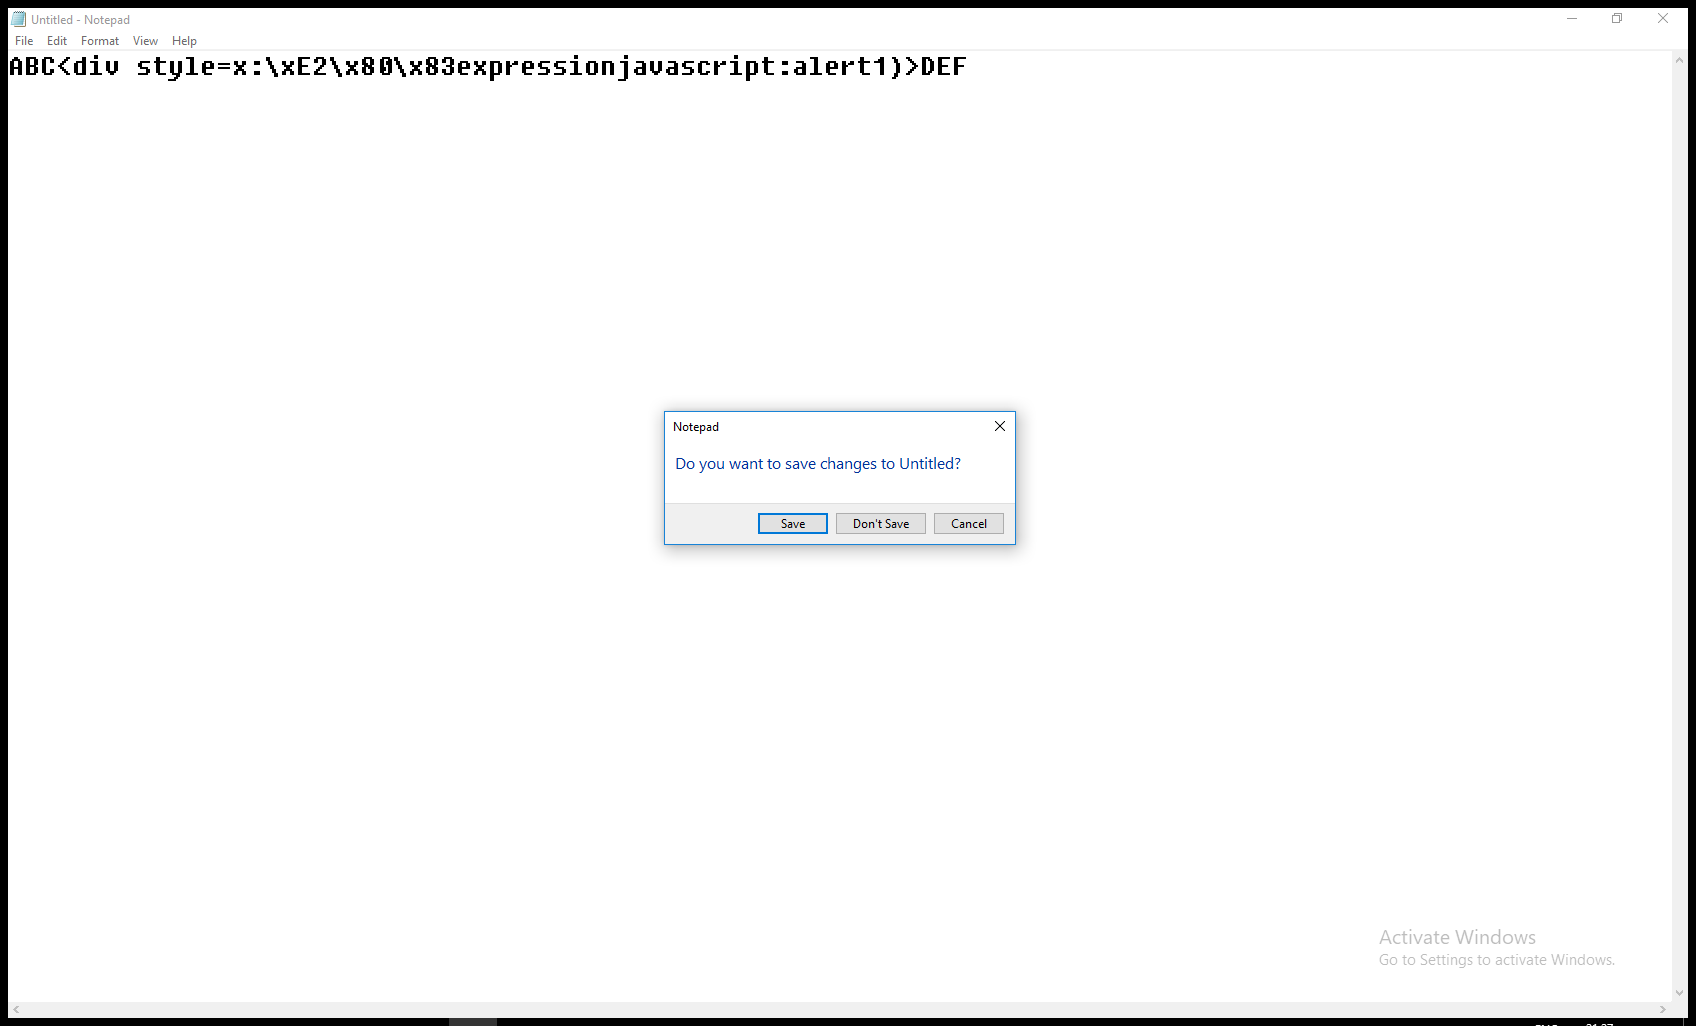 Untitled - Notepad
File Edit Format View Help
ABC<div style=x:\xE2\x80\x83expressionjavascript:alert1)>DEF
Notepad
Do you want to save changes to Untitled?
Save Don't Save Cancel
Activate Windows
Go to Settings to activate Windows.